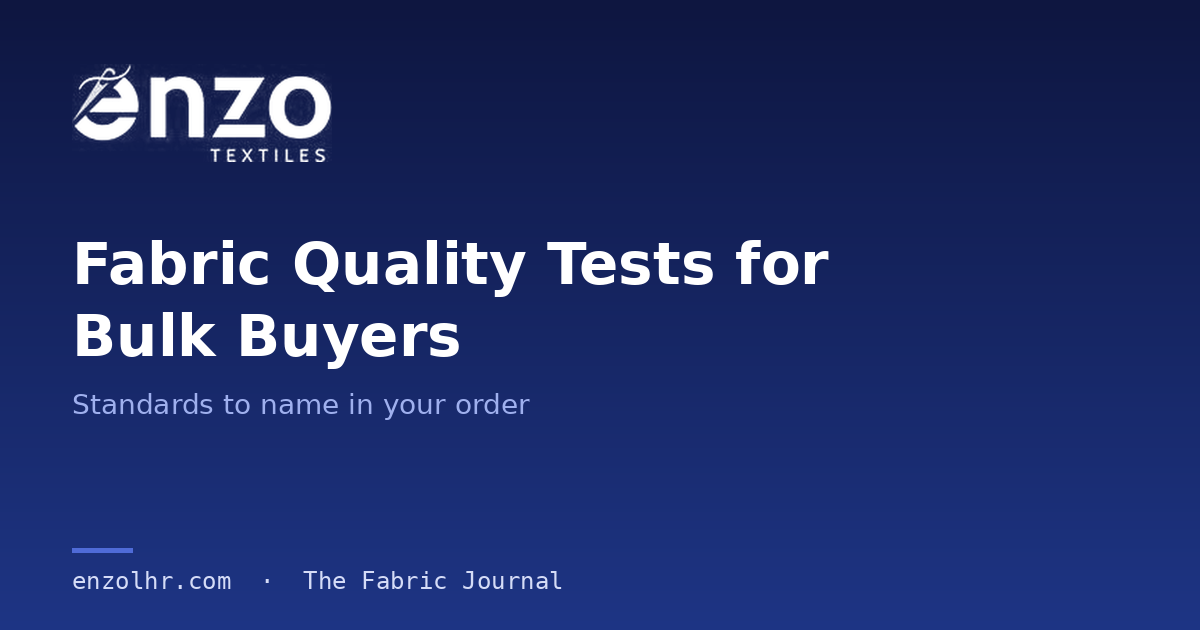 enzo
TEXTILES
Fabric Quality Tests for
Bulk Buyers
Standards to name in your order
enzolhr.com · The Fabric Journal